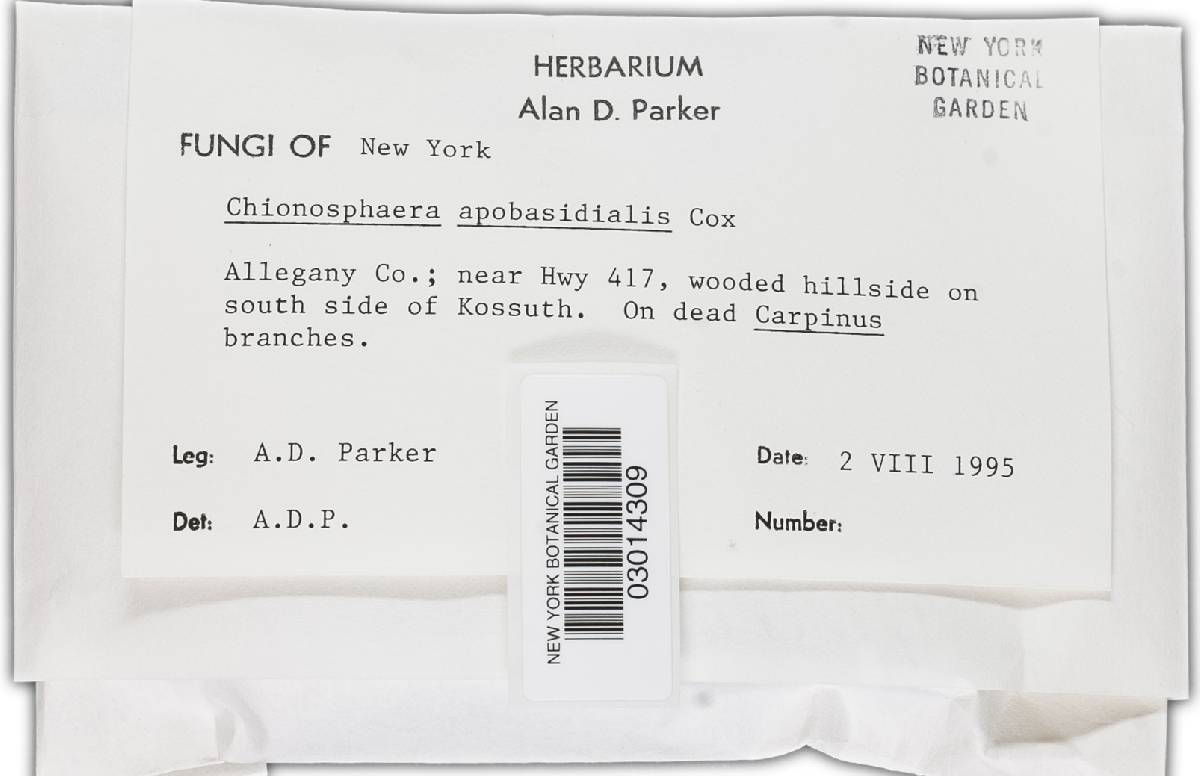 HERBARIUM
Alan D. Parker
NEW YORK
BOTANICAL
GARDEN
FUNGI OF New York
Chionosphaera apobasidialis Cox
Allegany Co.; near Hwy 417, wooded hillside on
south side of Kossuth. On dead Carpinus
branches.
Leg: A.D. Parker
Date: 2 VIII 1995
Det: A.D.P.
Number:
NEW YORK BOTANICAL GARDEN
03014309